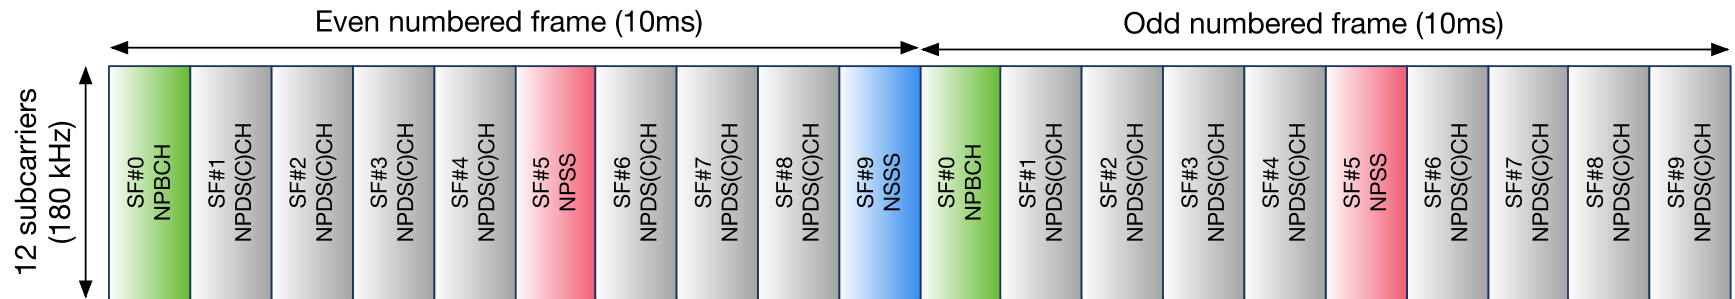 Even numbered frame (10ms)
Odd numbered frame (10ms)
12 subcarriers
(180 kHz)
SF#0
NPBCH
SF#1
NPDS(C)CH
SF#2
NPDS(C)CH
SF#3
NPDS(C)CH
SF#4
NPDS(C)CH
SF#5
NPSS
SF#6
NPDS(C)CH
SF#7
NPDS(C)CH
SF#8
NPDS(C)CH
SF#9
NSSS
SF#0
NPBCH
SF#1
NPDS(C)CH
SF#2
NPDS(C)CH
SF#3
NPDS(C)CH
SF#4
NPDS(C)CH
SF#5
NPSS
SF#6
NPDS(C)CH
SF#7
NPDS(C)CH
SF#8
NPDS(C)CH
SF#9
NPDS(C)CH